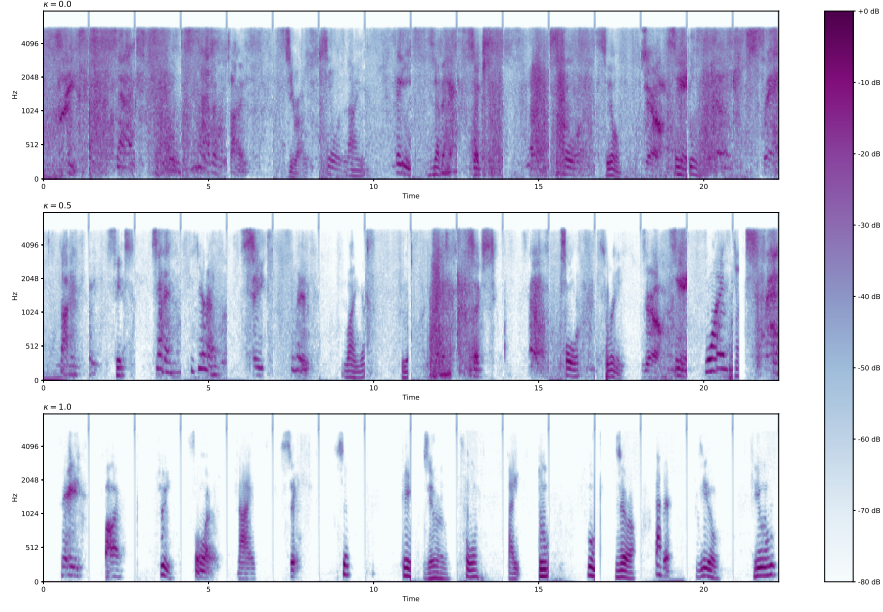 κ = 0.0
4096
2048
1024
512
0
Hz
0 5 10 15 20
Time
κ = 0.5
4096
2048
1024
512
0
Hz
0 5 10 15 20
Time
κ = 1.0
4096
2048
1024
512
0
Hz
0 5 10 15 20
Time
+0 dB
-10 dB
-20 dB
-30 dB
-40 dB
-50 dB
-60 dB
-70 dB
-80 dB